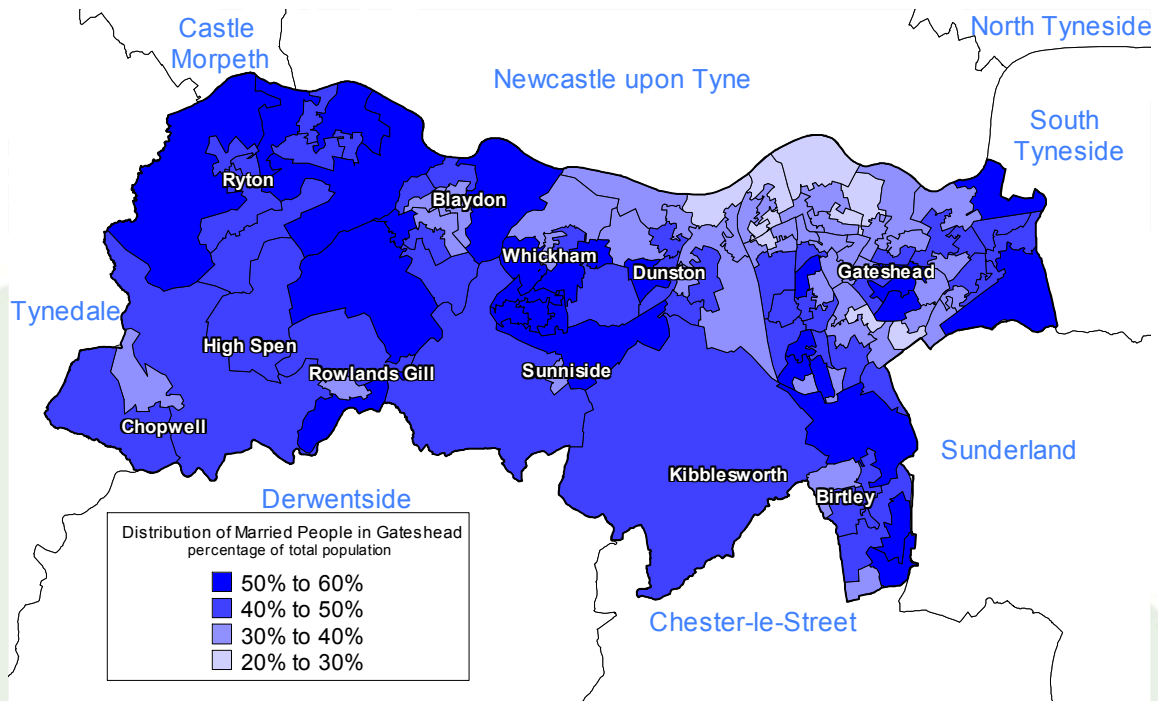 Castle
Morpeth
North Tyneside
Newcastle upon Tyne
South
Tyneside
Ryton
Blaydon
Whickham
Dunston
Gateshead
Tynedale
High Spen
Rowlands Gill
Sunniside
Chopwell
Sunderland
Kibblesworth
Birtley
Derwentside
Distribution of Married People in Gateshead
percentage of total population
50% to 60%
40% to 50%
30% to 40%
20% to 30%
Chester-le-Street